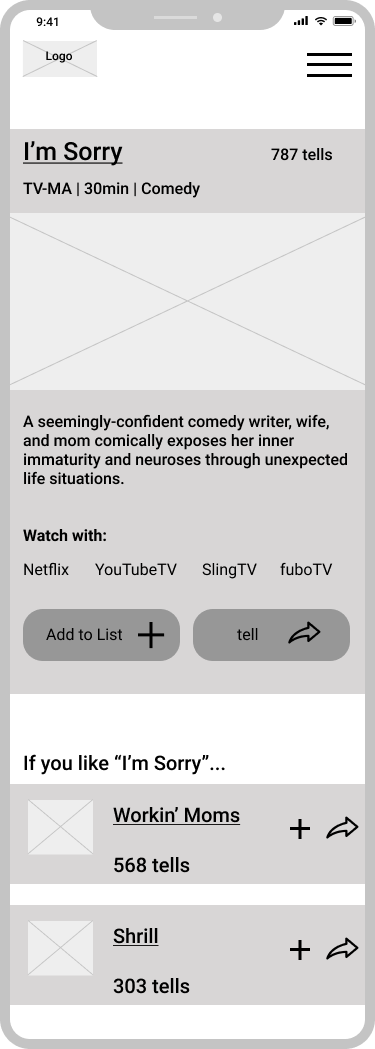 9:41
Logo
I’m Sorry
787 tells
TV-MA | 30min | Comedy
A seemingly-confident comedy writer, wife,
and mom comically exposes her inner
immaturity and neuroses through unexpected
life situations.
Watch with:
Netflix YouTubeTV SlingTV fuboTV
Add to List
tell
If you like “I’m Sorry”...
Workin’ Moms
568 tells
Shrill
303 tells